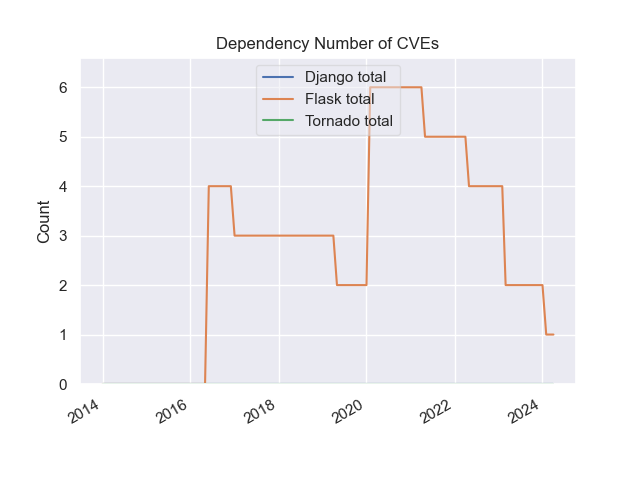 Dependency Number of CVEs
Django total
Flask total
Tornado total
Count
6
5
4
3
2
1
0
2014
2016
2018
2020
2022
2024